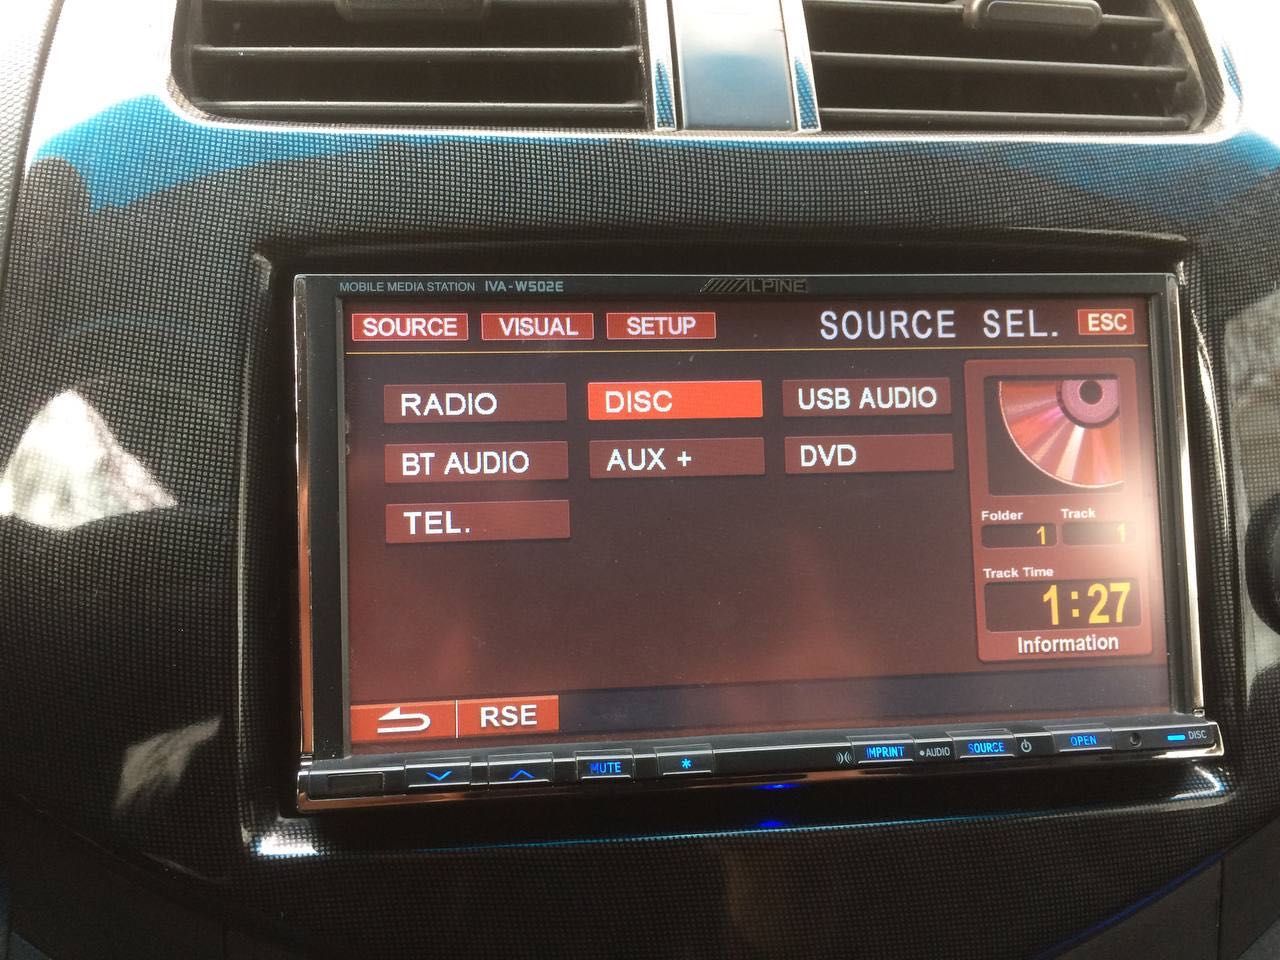 MOBILE MEDIA STATION IVA-W502E ALPINE
SOURCE VISUAL SETUP SOURCE SEL. ESC
RADIO DISC USB AUDIO
BT AUDIO AUX + DVD
TEL.
Folder Track
1 1
Track Time
1:27
Information
RSE
MUTE * IMPRINT •AUDIO SOURCE OPEN DISC